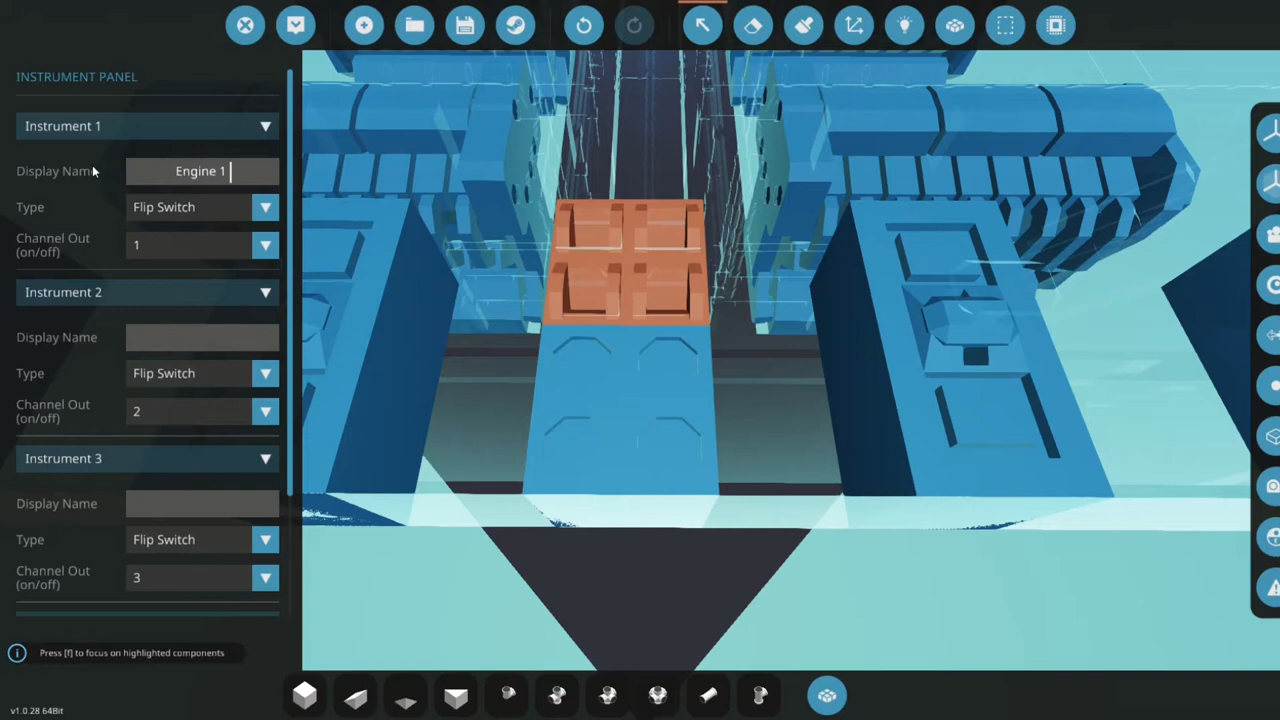 INSTRUMENT PANEL
Instrument 1
Display Name
Engine 1
Type
Flip Switch
Channel Out
(on/off)
1
Instrument 2
Display Name
Type
Flip Switch
Channel Out
(on/off)
2
Instrument 3
Display Name
Type
Flip Switch
Channel Out
(on/off)
3
Press [f] to focus on highlighted components
v1.0.28 64Bit